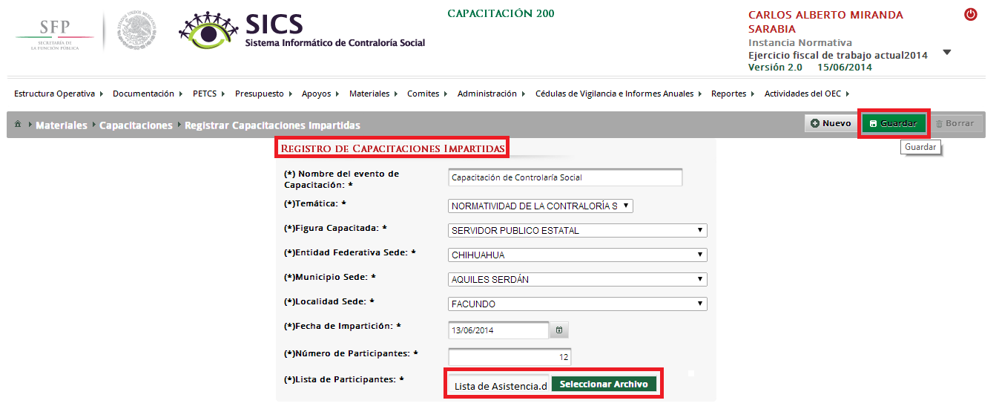 SFP
SECRETARÍA DE
LA FUNCIÓN PÚBLICA
ESTADOS UNIDOS MEXICANOS
SICS
Sistema Informático de Contraloría Social
CAPACITACIÓN 200
CARLOS ALBERTO MIRANDA
SARABIA
Instancia Normativa
Ejercicio fiscal de trabajo actual2014
Versión 2.0 15/06/2014
Estructura Operativa Documentación PETCS Presupuesto Apoyos Materiales Comites Administración Cédulas de Vigilancia e Informes Anuales Reportes Actividades del OEC
Materiales Capacitaciones Registrar Capacitaciones Impartidas
Nuevo Guardar Borrar
Guardar
REGISTRO DE CAPACITACIONES IMPARTIDAS
(*) Nombre del evento de
Capacitación: *
Capacitación de Controlaría Social
(*)Temática: * NORMATIVIDAD DE LA CONTRALORÍA S
(*)Figura Capacitada: * SERVIDOR PUBLICO ESTATAL
(*)Entidad Federativa Sede: * CHIHUAHUA
(*)Municipio Sede: * AQUILES SERDÁN
(*)Localidad Sede: * FACUNDO
(*)Fecha de Impartición: * 13/06/2014
(*)Número de Participantes: * 12
(*)Lista de Participantes: * Lista de Asistencia.d Seleccionar Archivo